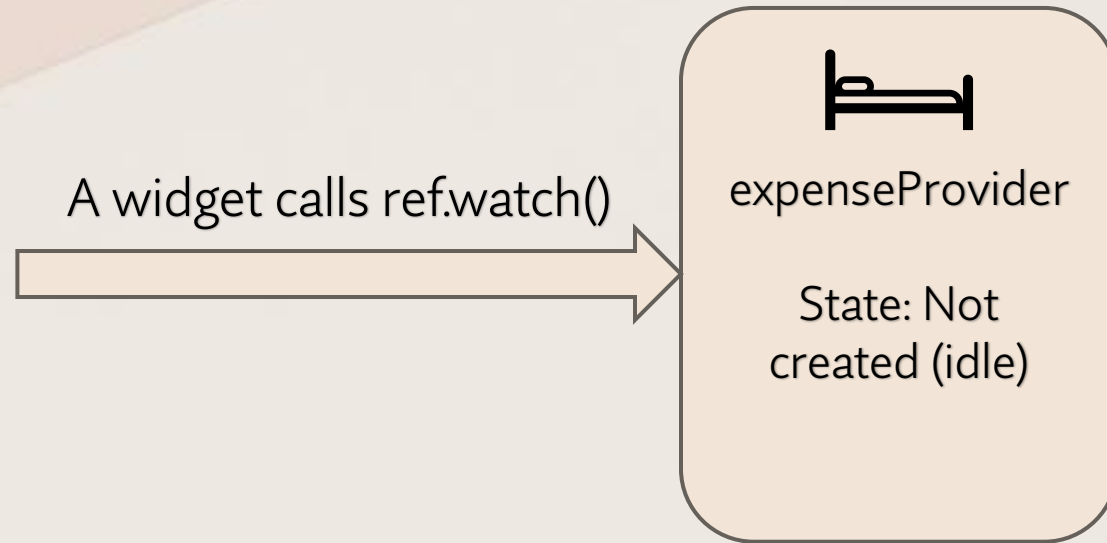 A widget calls ref.watch()
expenseProvider
State: Not
created (idle)